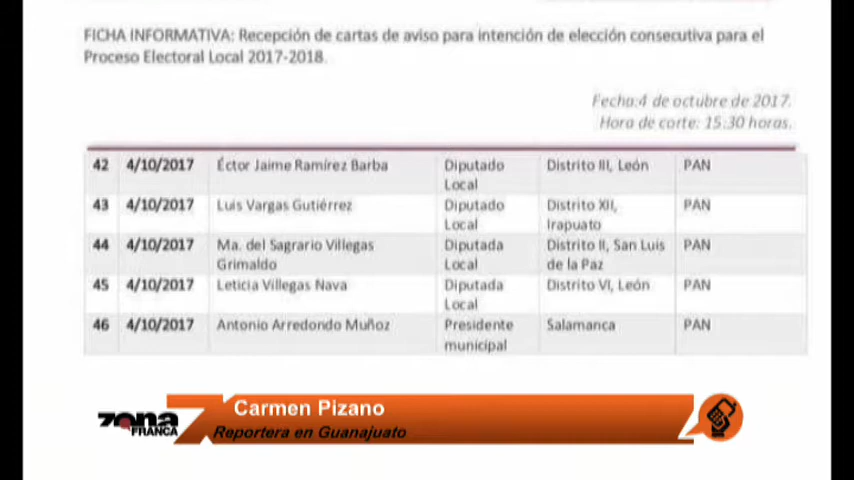 FICHA INFORMATIVA: Recepción de cartas de aviso para intención de elección consecutiva para el
Proceso Electoral Local 2017-2018.
Fecha:4 de octubre de 2017.
Hora de corte: 15:30 horas.
42 4/10/2017 Éctor Jaime Ramírez Barba Diputado Local Distrito III, León PAN
43 4/10/2017 Luis Vargas Gutiérrez Diputado Local Distrito XII, Irapuato PAN
44 4/10/2017 Ma. del Sagrario Villegas Grimaldo Diputada Local Distrito II, San Luis de la Paz PAN
45 4/10/2017 Leticia Villegas Nava Diputada Local Distrito VI, León PAN
46 4/10/2017 Antonio Arredondo Muñoz Presidente municipal Salamanca PAN
zona FRANCA
Carmen Pizano
Reportera en Guanajuato